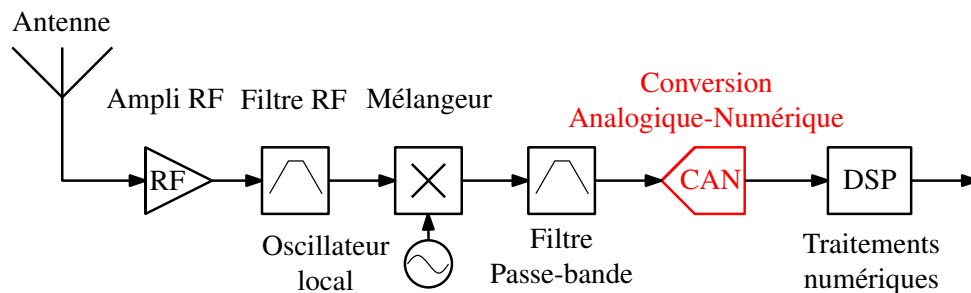 Antenne
Ampli RF
Filtre RF
Mélangeur
Conversion
Analogique-Numérique
RF
CAN
DSP
Oscillateur
local
Filtre
Passe-bande
Traitements
numériques